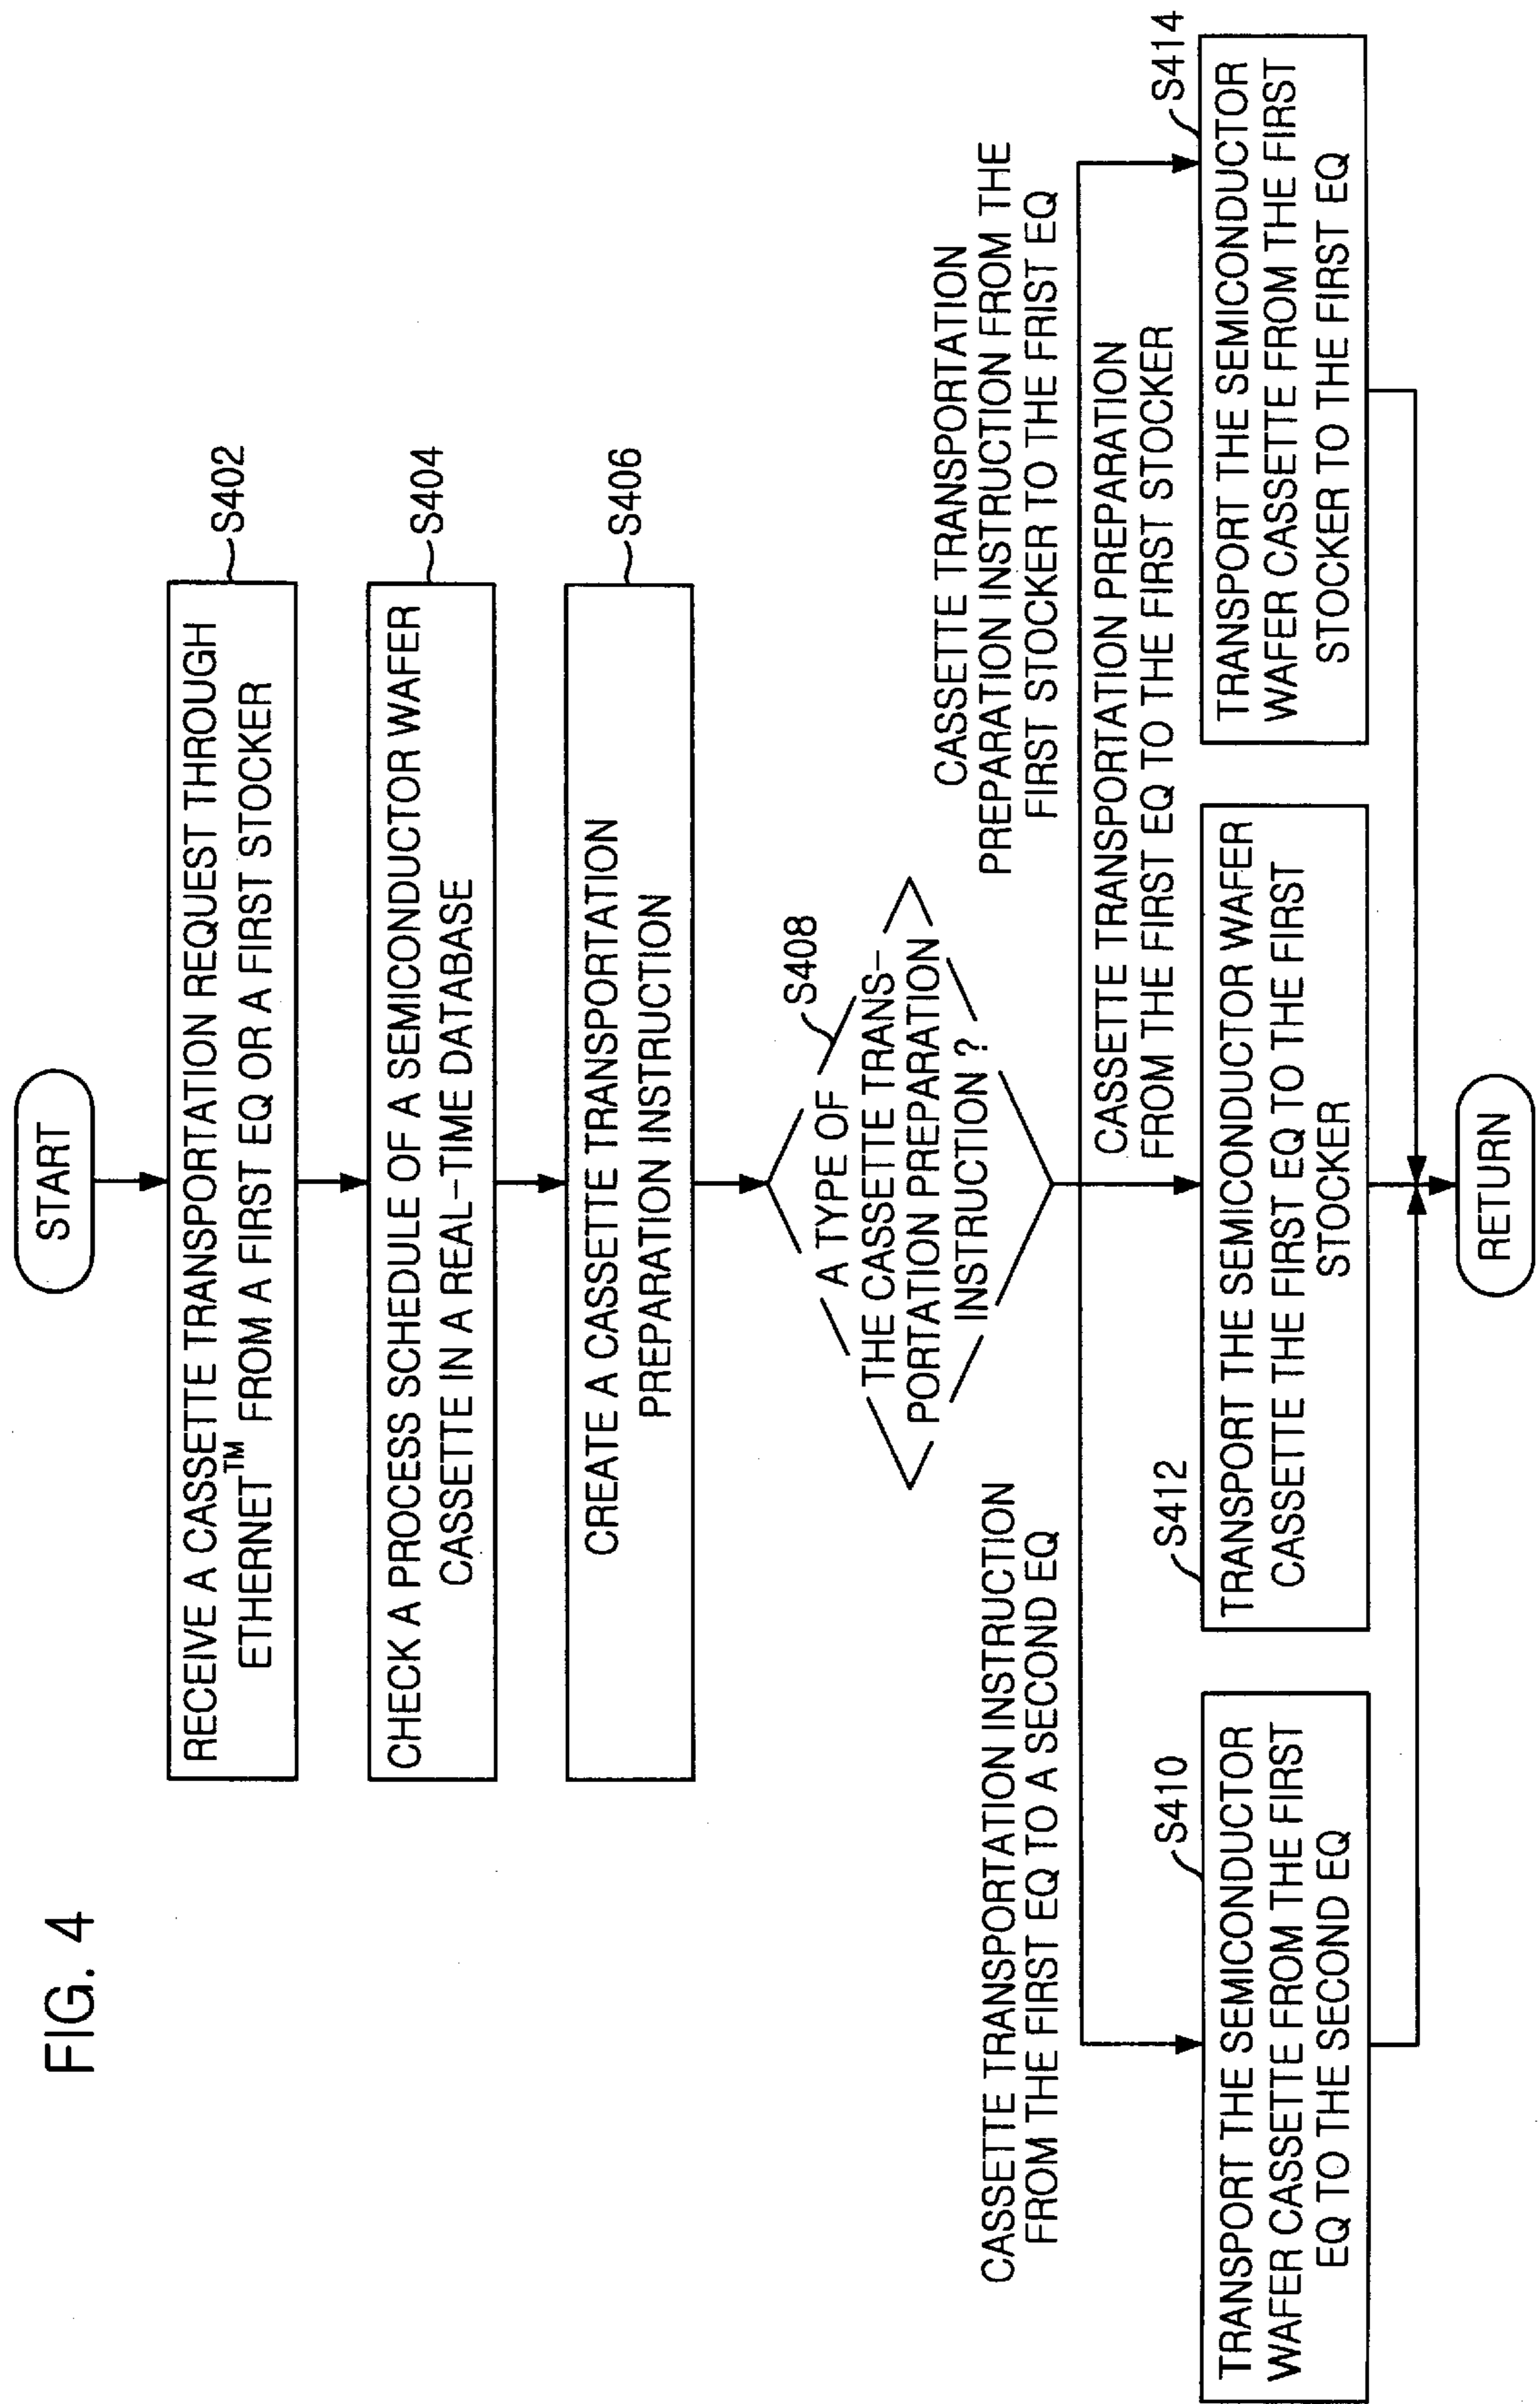 FIG. 4
START
RECEIVE A CASSETTE TRANSPORTATION REQUEST THROUGH
ETHERNET™ FROM A FIRST EQ OR A FIRST STOCKER
S402
CHECK A PROCESS SCHEDULE OF A SEMICONDUCTOR WAFER
CASSETTE IN A REAL-TIME DATABASE
S404
CREATE A CASSETTE TRANSPORTATION
PREPARATION INSTRUCTION
S406
A TYPE OF
THE CASSETTE TRANS-
PORTATION PREPARATION
INSTRUCTION ?
S408
CASSETTE TRANSPORTATION INSTRUCTION
FROM THE FIRST EQ TO A SECOND EQ
CASSETTE TRANSPORTATION
PREPARATION INSTRUCTION FROM THE
FIRST STOCKER TO THE FRIST EQ
CASSETTE TRANSPORTATION PREPARATION
FROM THE FIRST EQ TO THE FIRST STOCKER
S410
TRANSPORT THE SEMICONDUCTOR
WAFER CASSETTE FROM THE FIRST
EQ TO THE SECOND EQ
S412
TRANSPORT THE SEMICONDUCTOR WAFER
CASSETTE THE FIRST EQ TO THE FIRST
STOCKER
S414
TRANSPORT THE SEMICONDUCTOR
WAFER CASSETTE FROM THE FIRST
STOCKER TO THE FIRST EQ
RETURN